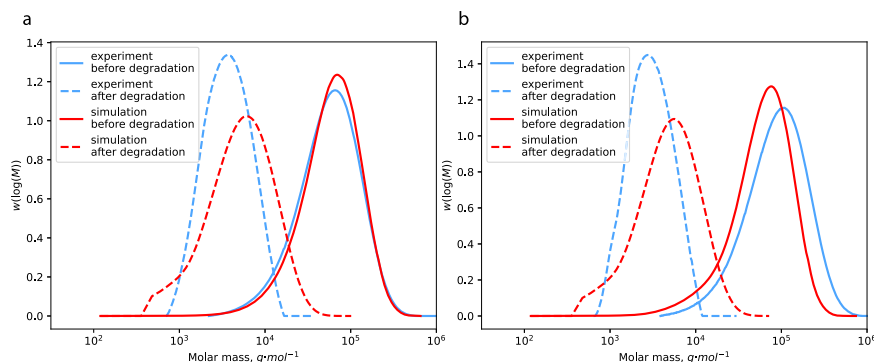 a
1.4
1.2
1.0
0.8
0.6
0.4
0.2
0.0
w(log(M))
experiment
before degradation
experiment
after degradation
simulation
before degradation
simulation
after degradation
10² 10³ 10⁴ 10⁵ 10⁶
Molar mass, g•mol⁻¹
b
1.4
1.2
1.0
0.8
0.6
0.4
0.2
0.0
w(log(M))
experiment
before degradation
experiment
after degradation
simulation
before degradation
simulation
after degradation
10² 10³ 10⁴ 10⁵ 10⁶
Molar mass, g•mol⁻¹